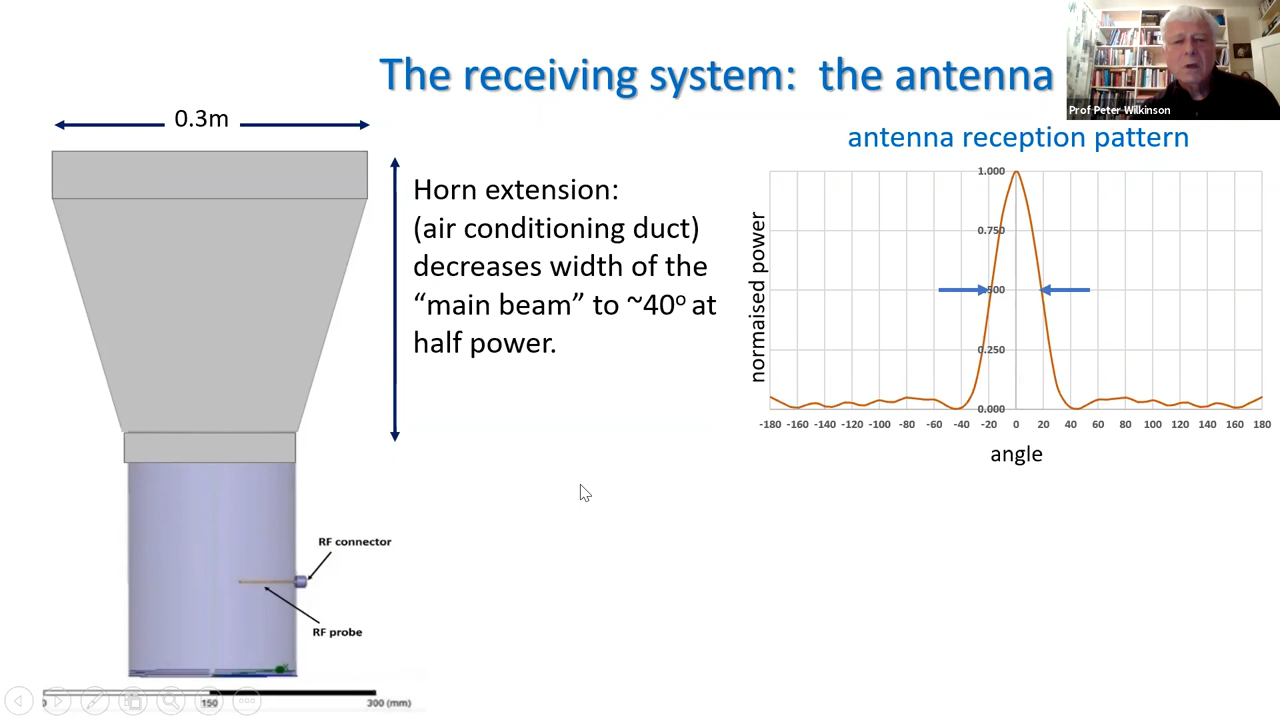 The receiving system:  the antenna
Prof Peter Wilkinson
0.3m
antenna reception pattern
Horn extension:
(air conditioning duct)
decreases width of the
“main beam” to ~40º at
half power.
normaised power
1.000
0.750
500
0.250
0.000
-180 -160 -140 -120 -100 -80 -60 -40 -20 0 20 40 60 80 100 120 140 160 180
angle
RF connector
RF probe
0 150 300 (mm)